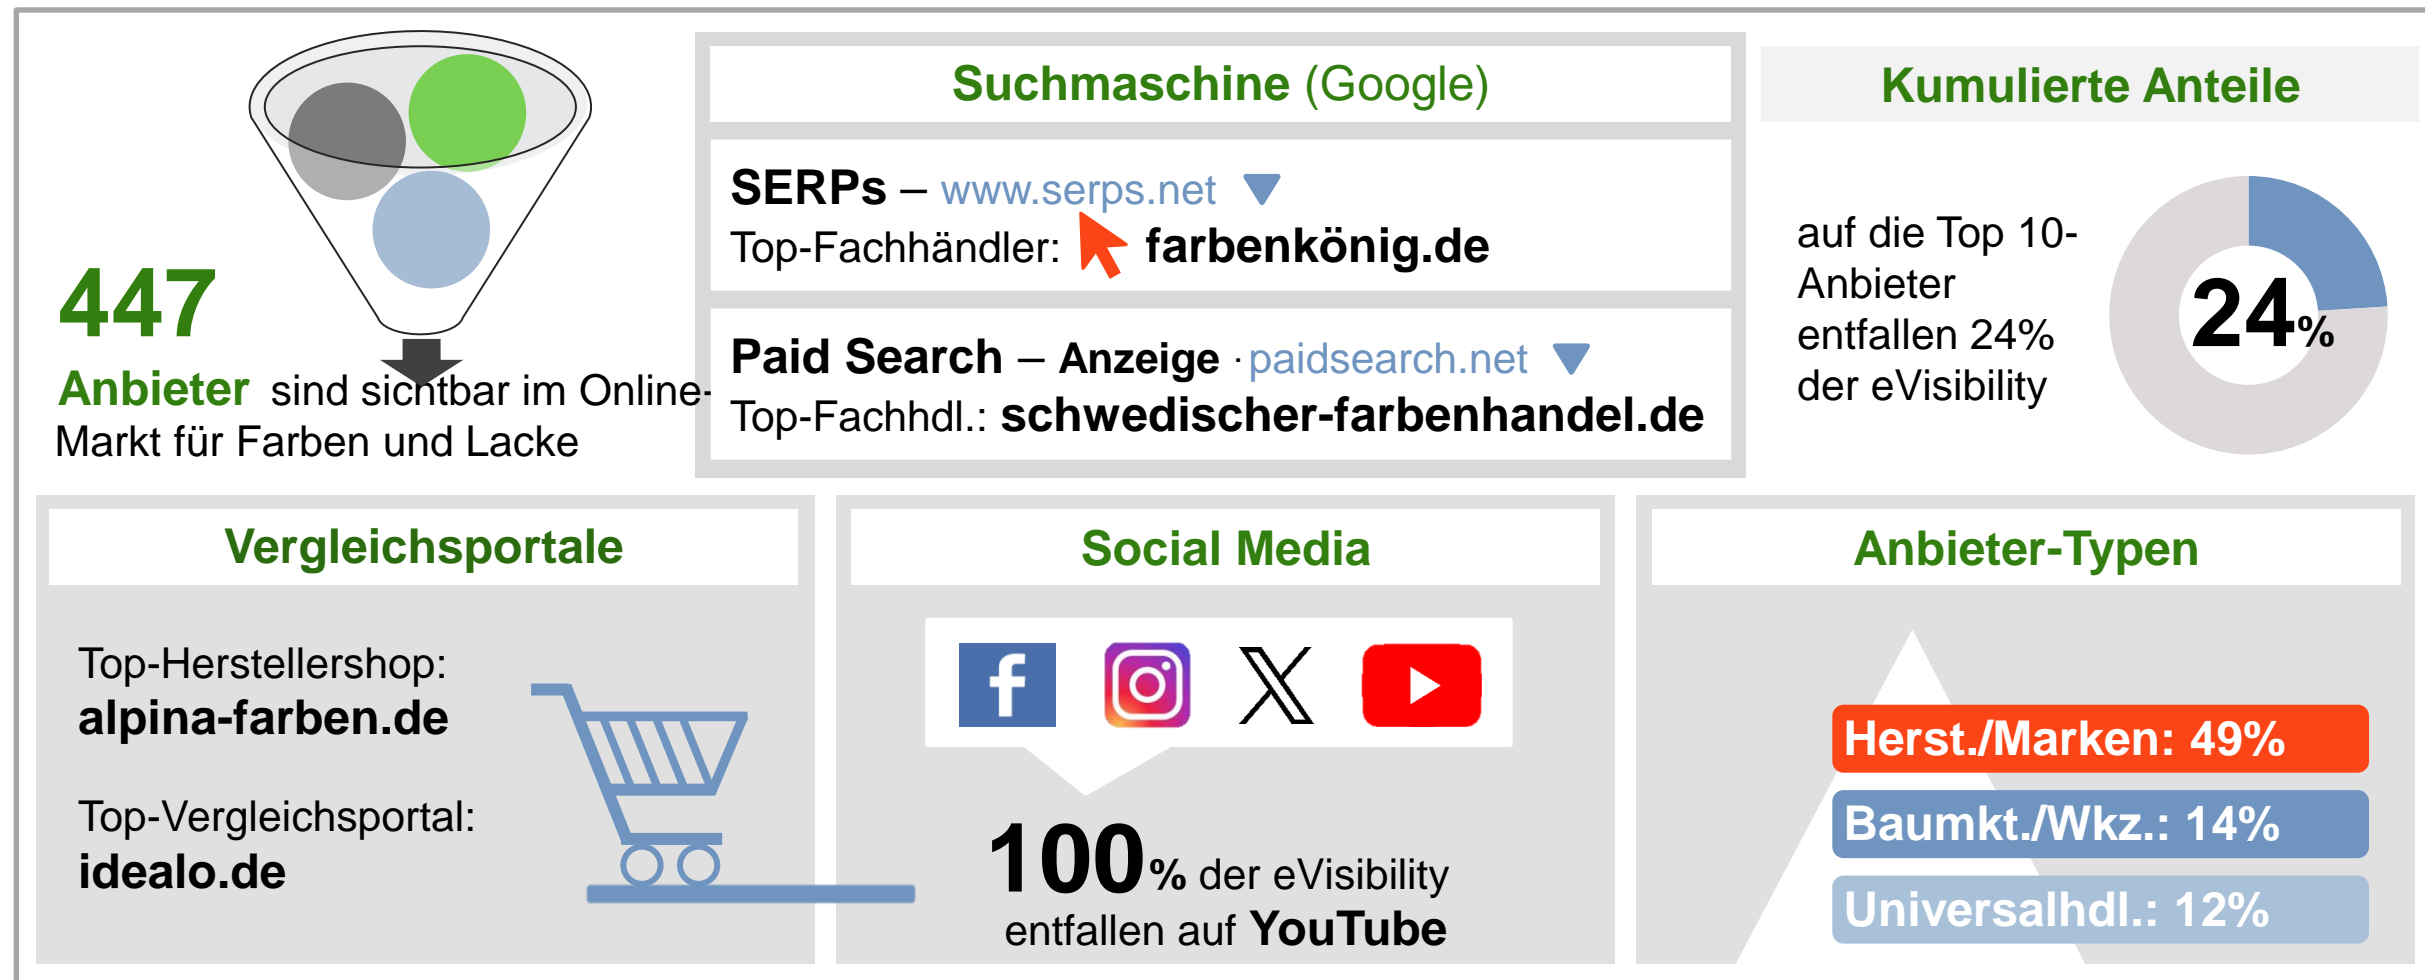 447
Anbieter sind sichtbar im Online-
Markt für Farben und Lacke
Suchmaschine (Google)
SERPs – www.serps.net
Top-Fachhändler: farbenkönig.de
Paid Search – Anzeige · paidsearch.net
Top-Fachhdl.: schwedischer-farbenhandel.de
Kumulierte Anteile
auf die Top 10-
Anbieter
entfallen 24%
der eVisibility
24%
Vergleichsportale
Top-Herstellershop:
alpina-farben.de
Top-Vergleichsportal:
idealo.de
Social Media
100% der eVisibility
entfallen auf YouTube
Anbieter-Typen
Herst./Marken: 49%
Baumkt./Wkz.: 14%
Universalhdl.: 12%